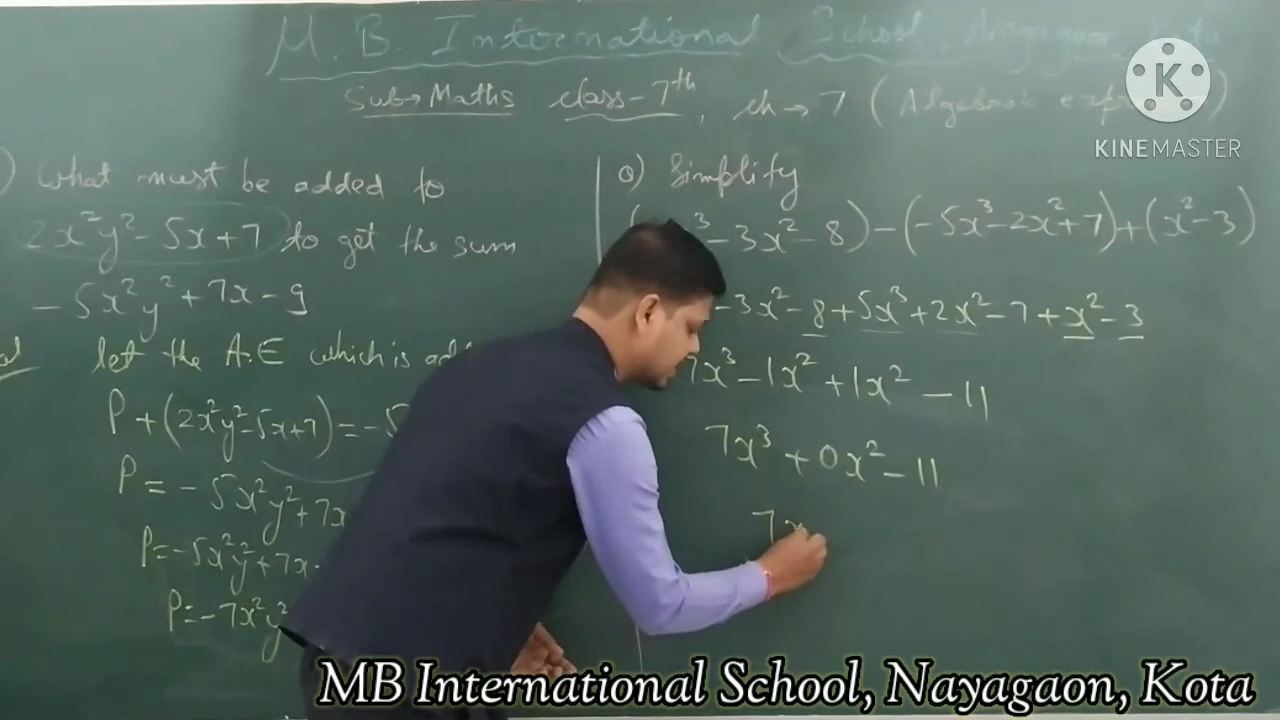 M. B. International School, Nayagaon, Kota
Sub→ Maths class-7th, ch→ 7 (Algebraic
K
KINEMASTER
) What must be added to
2x²y²-5x+7 to get the sum
-5x²y²+7x-9
let the A.E which is
P+(2x²y²-5x+7)=-5
P=-5x²y²+7x
P=-5x²y²+7x-
P=-7x²y²
Q) Simplify
³-3x²-8)-(-5x³-2x²+7)+(x²-3)
-3x²-8+5x³+2x²-7+x²-3
7x³-1x²+1x²-11
7x³+0x²-11
7x
MB International School, Nayagaon, Kota